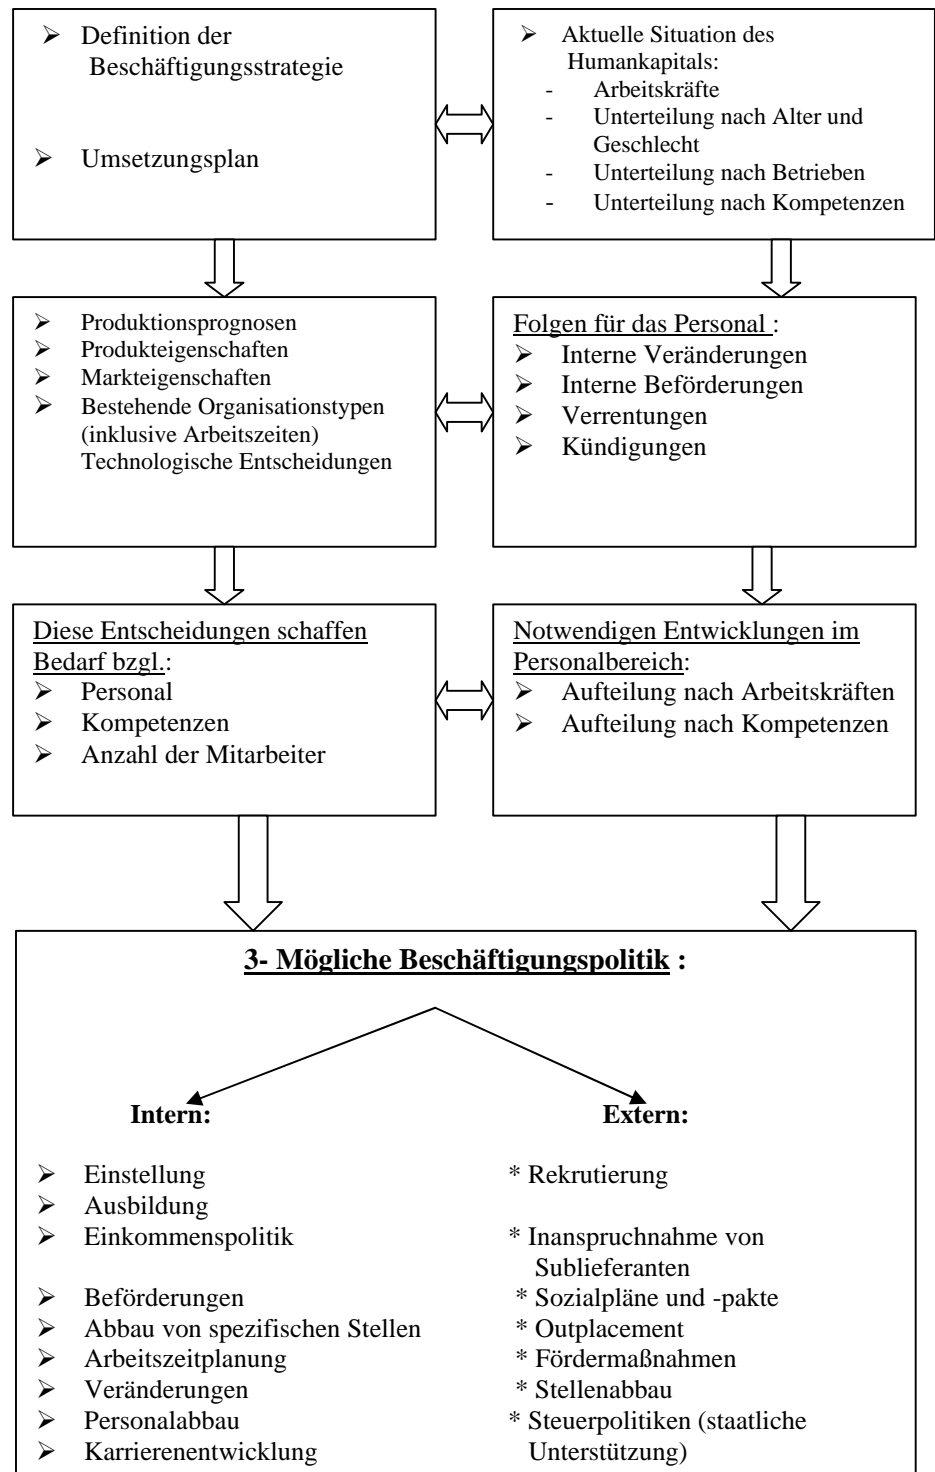 ➢ Definition der
Beschäftigungsstrategie
➢ Umsetzungsplan
➢ Aktuelle Situation des
Humankapitals:
- Arbeitskräfte
- Unterteilung nach Alter und
Geschlecht
- Unterteilung nach Betrieben
- Unterteilung nach Kompetenzen
➢ Produktionsprognosen
➢ Produkteigenschaften
➢ Markteigenschaften
➢ Bestehende Organisationstypen
(inklusive Arbeitszeiten)
Technologische Entscheidungen
Folgen für das Personal :
➢ Interne Veränderungen
➢ Interne Beförderungen
➢ Verrentungen
➢ Kündigungen
Diese Entscheidungen schaffen
Bedarf bzgl.:
➢ Personal
➢ Kompetenzen
➢ Anzahl der Mitarbeiter
Notwendigen Entwicklungen im
Personalbereich:
➢ Aufteilung nach Arbeitskräften
➢ Aufteilung nach Kompetenzen
3- Mögliche Beschäftigungspolitik :
Intern:
➢ Einstellung
➢ Ausbildung
➢ Einkommenspolitik
➢ Beförderungen
➢ Abbau von spezifischen Stellen
➢ Arbeitszeitplanung
➢ Veränderungen
➢ Personalabbau
➢ Karrierenentwicklung
Extern:
* Rekrutierung
* Inanspruchnahme von
Sublieferanten
* Sozialpläne und -pakte
* Outplacement
* Fördermaßnahmen
* Stellenabbau
* Steuerpolitiken (staatliche
Unterstützung)